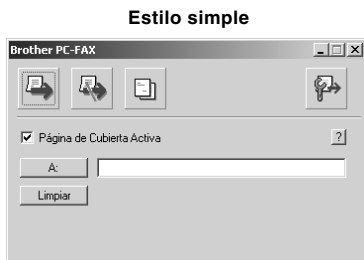 Estilo simple
Brother PC-FAX
Página de Cubierta Activa
?
A:
Limpiar